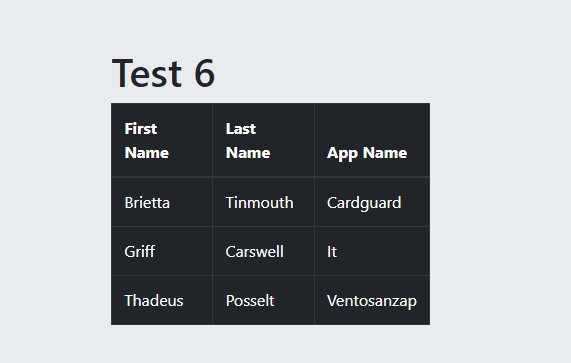 Test 6
First Name Last Name App Name
Brietta Tinmouth Cardguard
Griff Carswell It
Thadeus Posselt Ventosanzap